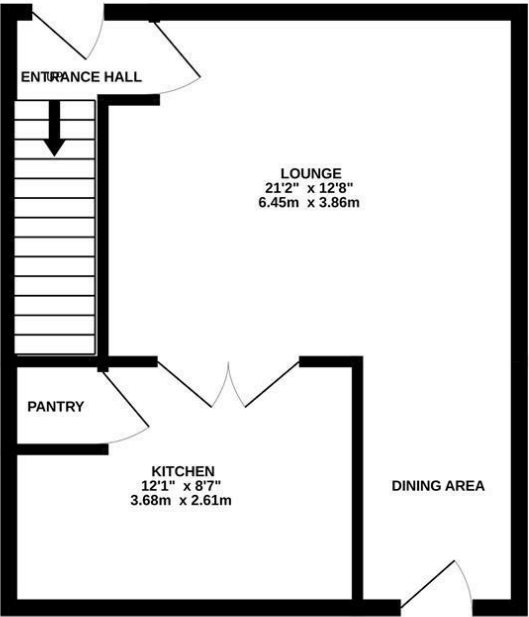 ENTRANCE HALL
UP
LOUNGE
21'2" x 12'8"
6.45m x 3.86m
PANTRY
KITCHEN
12'1" x 8'7"
3.68m x 2.61m
DINING AREA